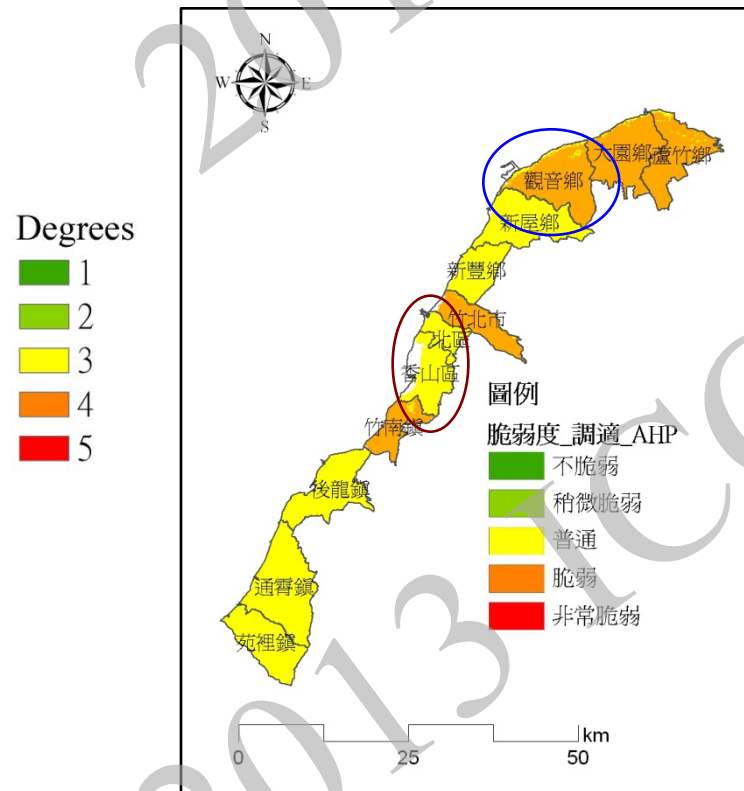 2013 ICC
N
W E
S
大園鄉
蘆竹鄉
觀音鄉
新屋鄉
新豐鄉
竹北市
北區
香山區
竹南鎮
後龍鎮
通霄鎮
苑裡鎮
Degrees
1
2
3
4
5
圖例
脆弱度_調適_AHP
不脆弱
稍微脆弱
普通
脆弱
非常脆弱
km
0 25 50